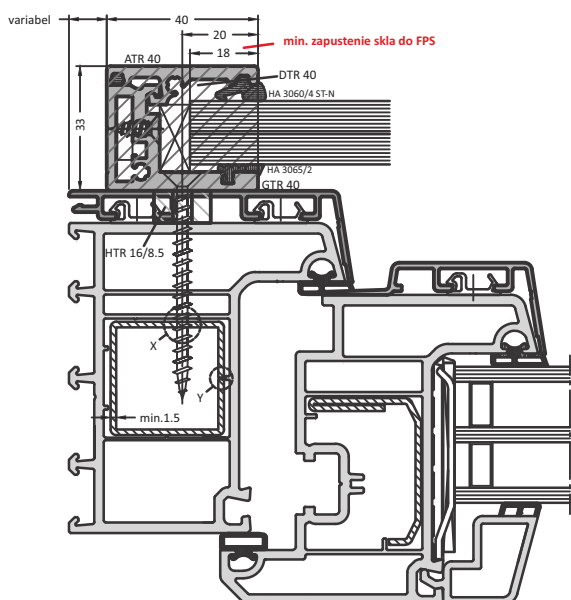 variabel
40
20
18
min. zapustenie skla do FPS
ATR 40
DTR 40
HA 3060/4 ST-N
33
HA 3065/2
GTR 40
HTR 16/8.5
X
Y
min.1.5